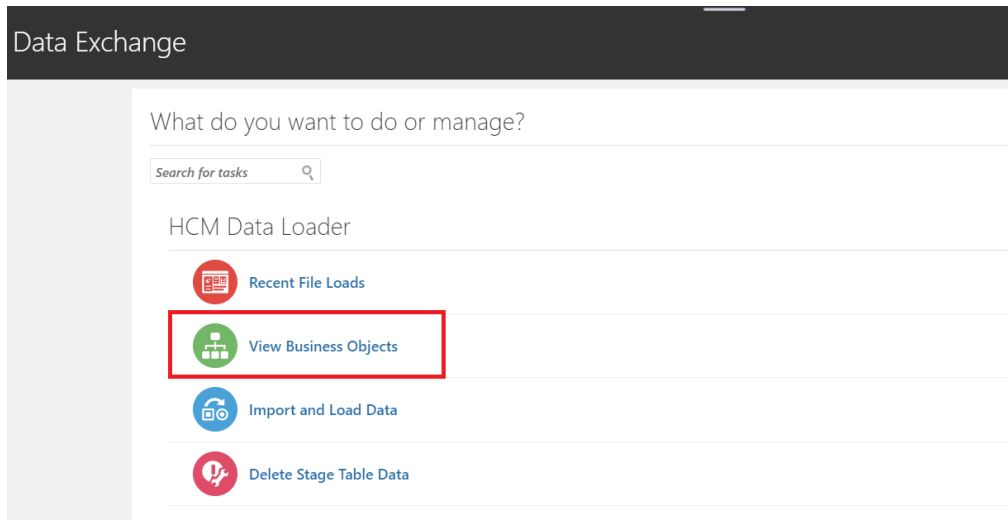 Data Exchange
What do you want to do or manage?
Search for tasks
HCM Data Loader
Recent File Loads
View Business Objects
Import and Load Data
Delete Stage Table Data